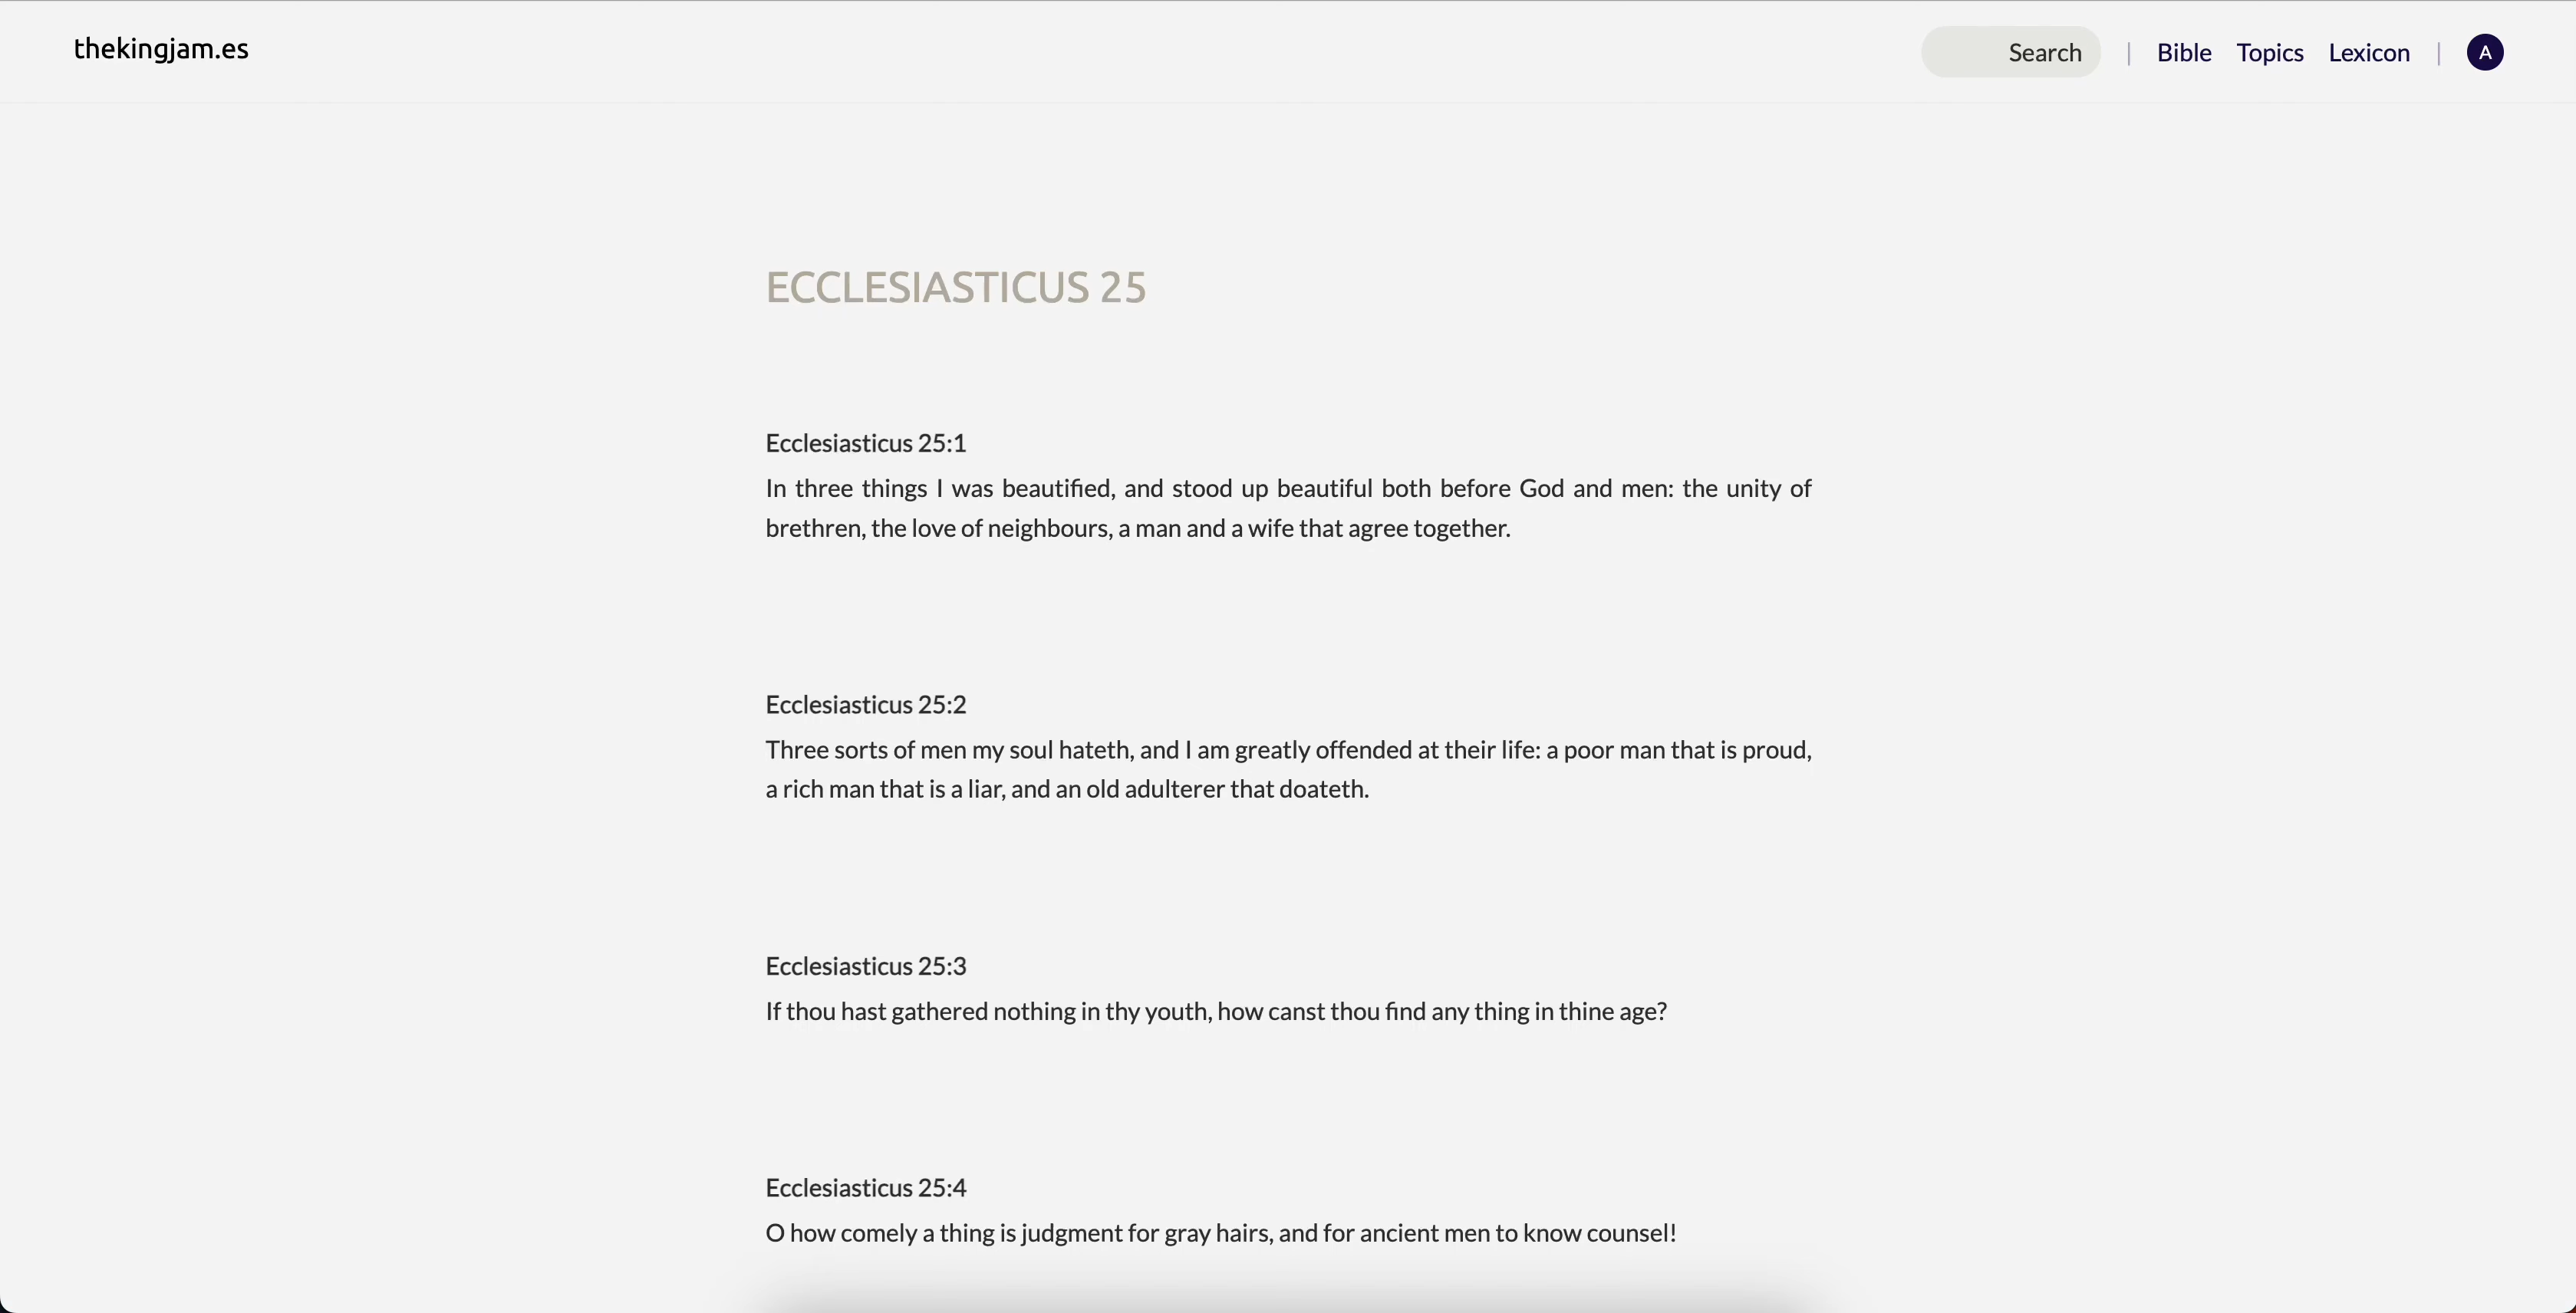 thekingjam.es
Search | Bible Topics Lexicon | A
ECCLESIASTICUS 25
Ecclesiasticus 25:1
In three things I was beautified, and stood up beautiful both before God and men: the unity of
brethren, the love of neighbours, a man and a wife that agree together.
Ecclesiasticus 25:2
Three sorts of men my soul hateth, and I am greatly offended at their life: a poor man that is proud,
a rich man that is a liar, and an old adulterer that doateth.
Ecclesiasticus 25:3
If thou hast gathered nothing in thy youth, how canst thou find any thing in thine age?
Ecclesiasticus 25:4
O how comely a thing is judgment for gray hairs, and for ancient men to know counsel!